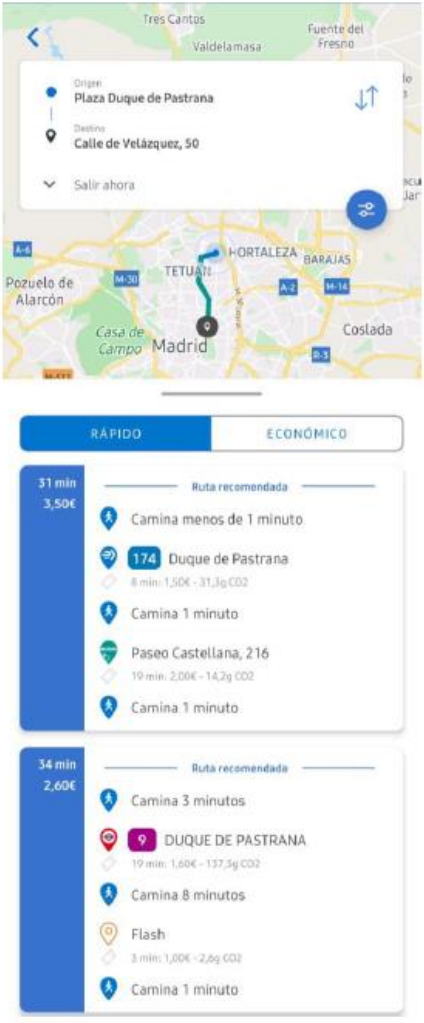 Tres Cantos
Fuente del
Fresno
Valdelamasa
Origen
Plaza Duque de Pastrana
Destino
Calle de Velázquez, 50
Salir ahora
A-6
HORTALEZA
BARAJAS
TETUÁN
M-30
A-2
M-14
Pozuelo de
Alarcón
Casa de
Campo
Madrid
Coslada
R-3
RÁPIDO
ECONÓMICO
31 min
3,50€
Ruta recomendada
Camina menos de 1 minuto
174 Duque de Pastrana
8 min: 1,50€ - 31,3g CO2
Camina 1 minuto
Paseo Castellana, 216
19 min: 2,00€ - 14,2g CO2
Camina 1 minuto
34 min
2,60€
Ruta recomendada
Camina 3 minutos
9 DUQUE DE PASTRANA
19 min: 1,60€ - 137,3g CO2
Camina 8 minutos
Flash
3 min: 1,00€ - 2,6g CO2
Camina 1 minuto